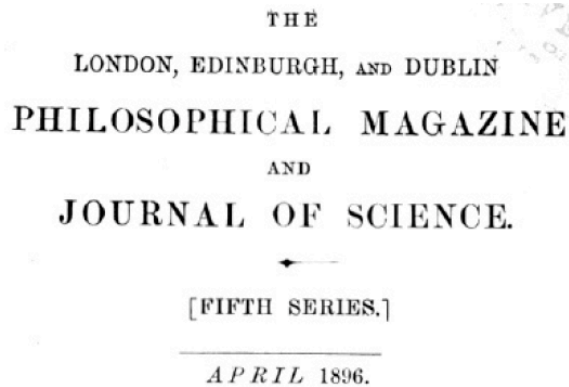 THE
LONDON, EDINBURGH, AND DUBLIN
PHILOSOPHICAL MAGAZINE
AND
JOURNAL OF SCIENCE.
[FIFTH SERIES.]
APRIL 1896.